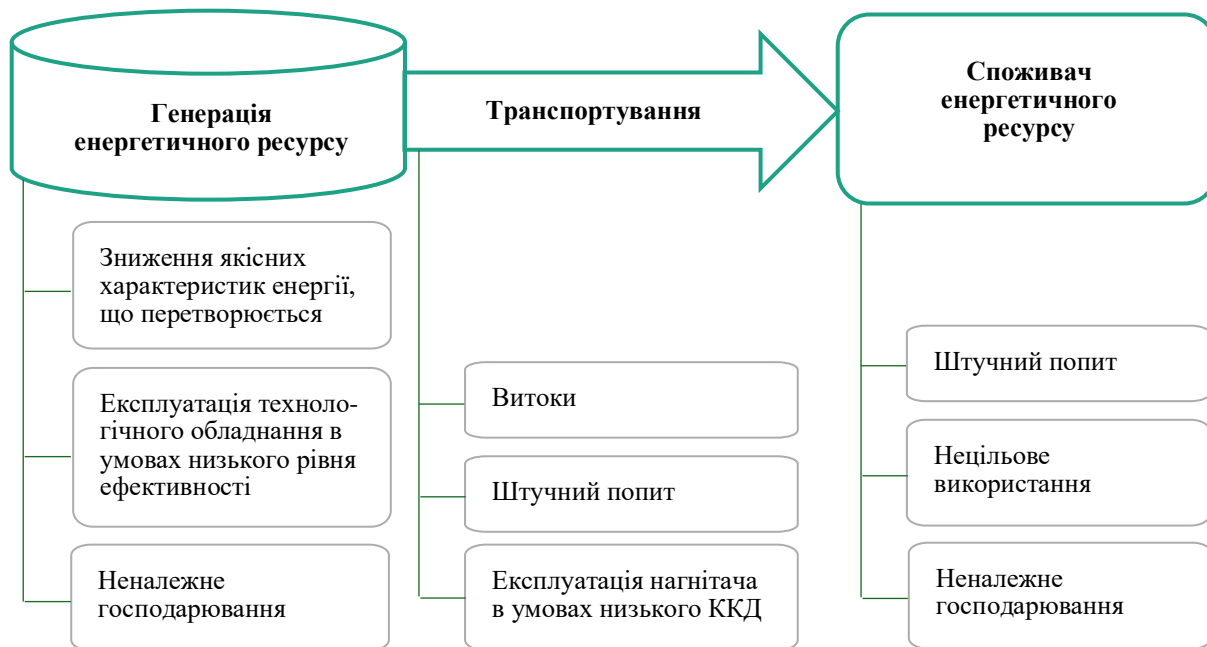 Генерація
енергетичного ресурсу
Транспортування
Споживач
енергетичного
ресурсу
Зниження якісних
характеристик енергії,
що перетворюється
Експлуатація техноло-
гічного обладнання в
умовах низького рівня
ефективності
Неналежне
господарювання
Витоки
Штучний попит
Експлуатація нагнітача
в умовах низького ККД
Штучний попит
Нецільове
використання
Неналежне
господарювання